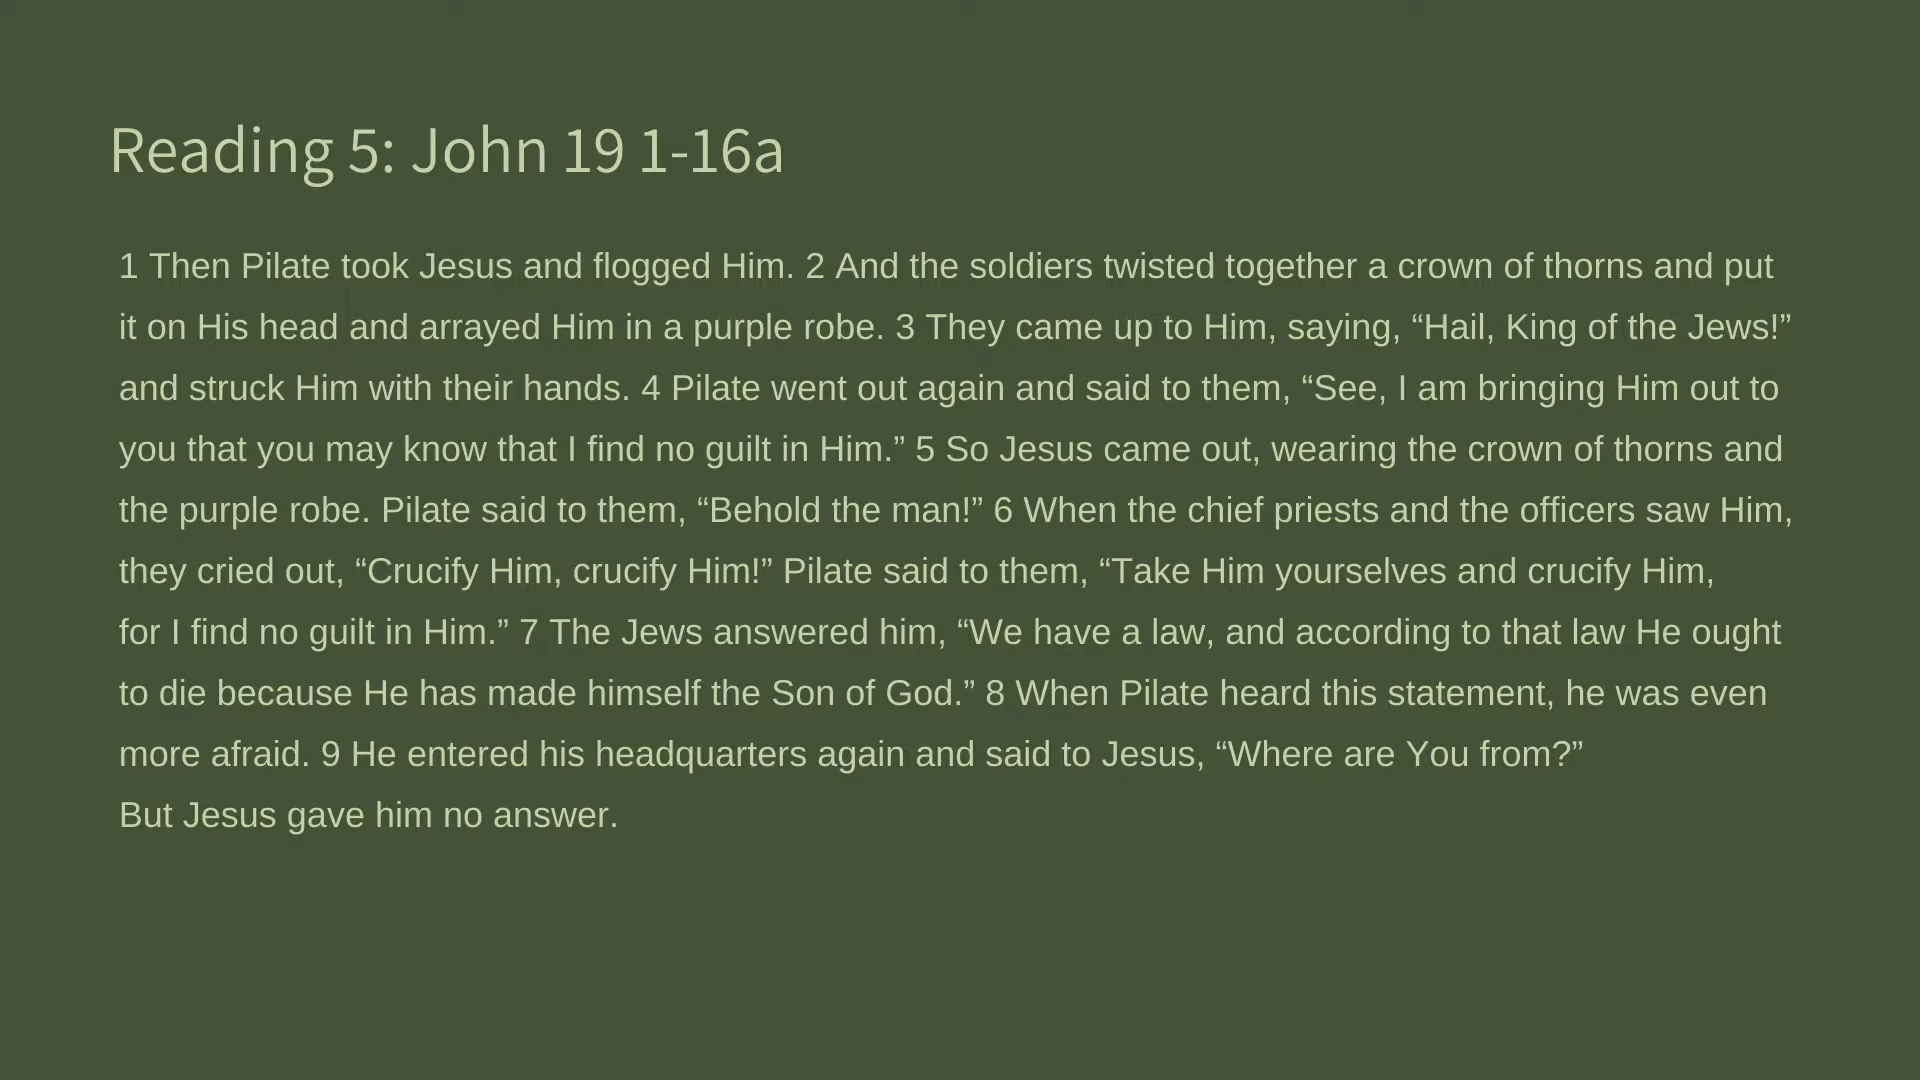 Reading 5: John 19 1-16a
1 Then Pilate took Jesus and flogged Him. 2 And the soldiers twisted together a crown of thorns and put
it on His head and arrayed Him in a purple robe. 3 They came up to Him, saying, “Hail, King of the Jews!”
and struck Him with their hands. 4 Pilate went out again and said to them, “See, I am bringing Him out to
you that you may know that I find no guilt in Him.” 5 So Jesus came out, wearing the crown of thorns and
the purple robe. Pilate said to them, “Behold the man!” 6 When the chief priests and the officers saw Him,
they cried out, “Crucify Him, crucify Him!” Pilate said to them, “Take Him yourselves and crucify Him,
for I find no guilt in Him.” 7 The Jews answered him, “We have a law, and according to that law He ought
to die because He has made himself the Son of God.” 8 When Pilate heard this statement, he was even
more afraid. 9 He entered his headquarters again and said to Jesus, “Where are You from?”
But Jesus gave him no answer.